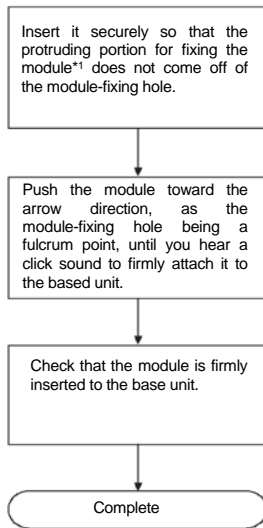 Insert it securely so that the
protruding portion for fixing the
module*1 does not come off of
the module-fixing hole.
Push the module toward the
arrow direction, as the
module-fixing hole being a
fulcrum point, until you hear a
click sound to firmly attach it to
the based unit.
Check that the module is firmly
inserted to the base unit.
Complete